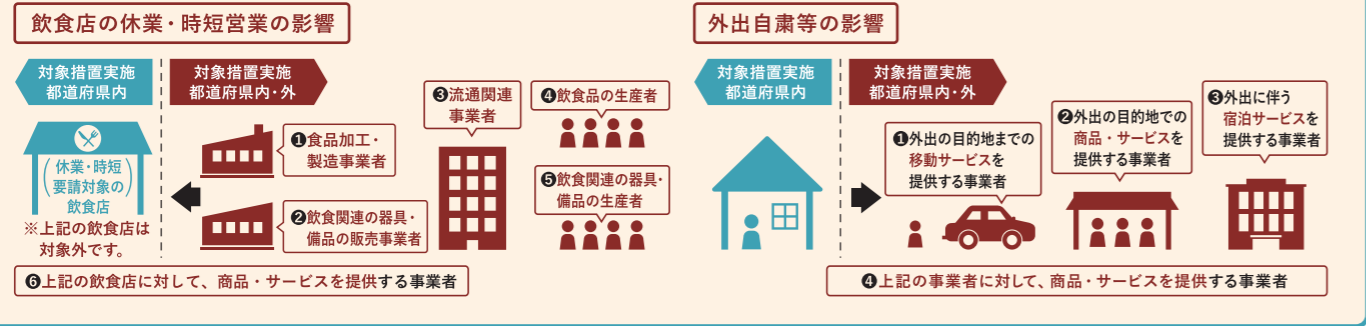 飲食店の休業・時短営業の影響
対象措置実施
都道府県内
対象措置実施
都道府県内・外
休業・時短
要請対象の
飲食店
※上記の飲食店は
対象外です。
❶食品加工・
製造事業者
❷飲食関連の器具・
備品の販売事業者
❸流通関連
事業者
❹飲食品の生産者
❺飲食関連の器具・
備品の生産者
❻上記の飲食店に対して、商品・サービスを提供する事業者
外出自粛等の影響
対象措置実施
都道府県内
対象措置実施
都道府県内・外
❶外出の目的地までの
移動サービスを
提供する事業者
❷外出の目的地での
商品・サービスを
提供する事業者
❸外出に伴う
宿泊サービスを
提供する事業者
❹上記の事業者に対して、商品・サービスを提供する事業者